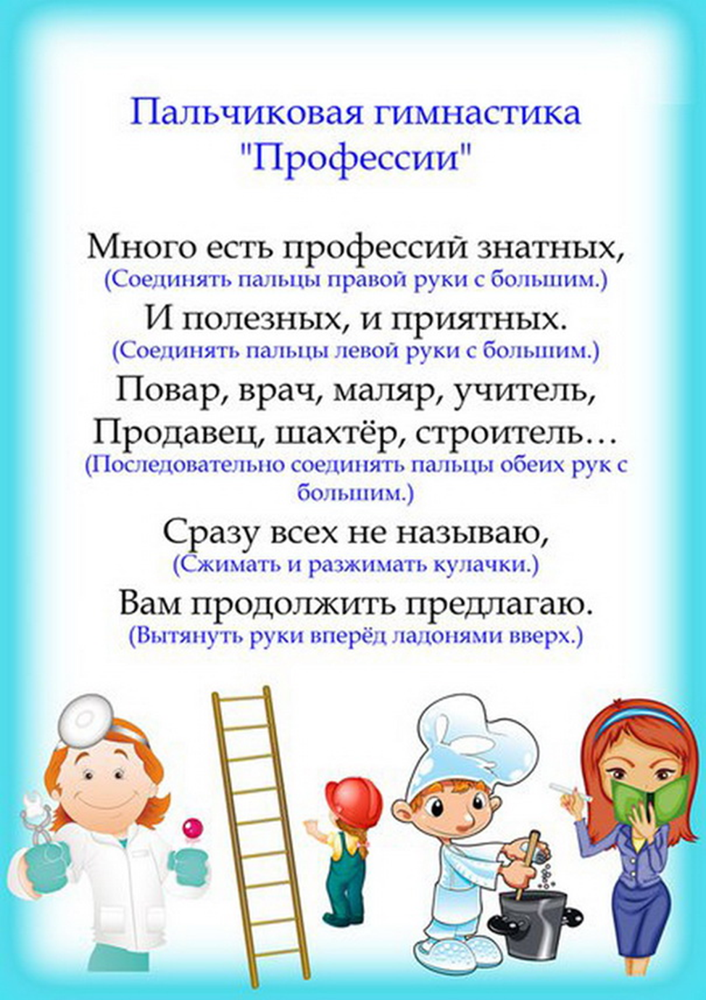 Пальчиковая гимнастика
"Профессии"
Много есть профессий знатных,
(Соединять пальцы правой руки с большим.)
И полезных, и приятных.
(Соединять пальцы левой руки с большим.)
Повар, врач, маляр, учитель,
Продавец, шахтёр, строитель…
(Последовательно соединять пальцы обеих рук с
большим.)
Сразу всех не называю,
(Сжимать и разжимать кулачки.)
Вам продолжить предлагаю.
(Вытянуть руки вперёд ладонями вверх.)